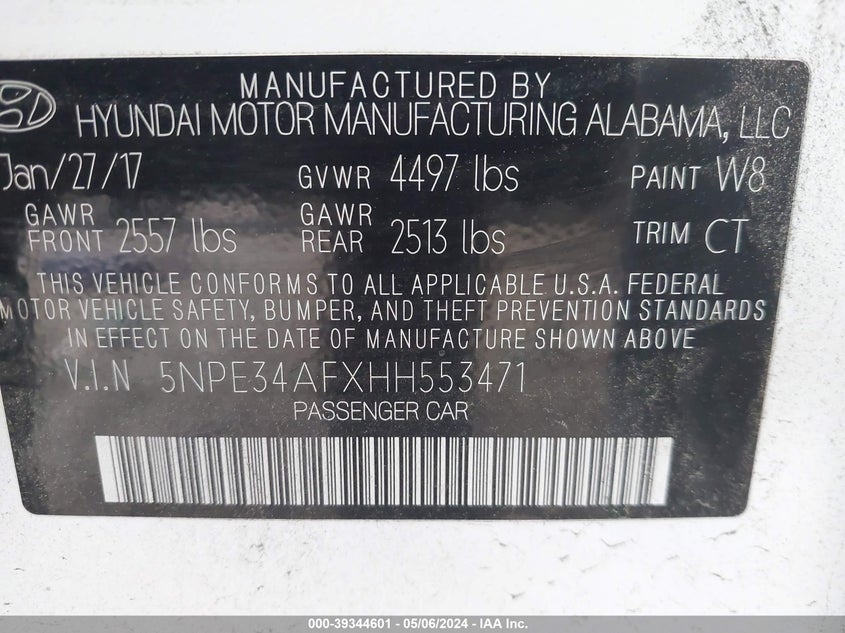 MANUFACTURED BY
HYUNDAI MOTOR MANUFACTURING ALABAMA, LLC
Jan/27/17 GVWR 4497 lbs PAINT W8
GAWR FRONT 2557 lbs GAWR REAR 2513 lbs TRIM CT
THIS VEHICLE CONFORMS TO ALL APPLICABLE U.S.A. FEDERAL
MOTOR VEHICLE SAFETY, BUMPER, AND THEFT PREVENTION STANDARDS
IN EFFECT ON THE DATE OF MANUFACTURE SHOWN ABOVE
V.I.N 5NPE34AFXHH553471
PASSENGER CAR
000-39344601 - 05/06/2024 - IAA Inc.